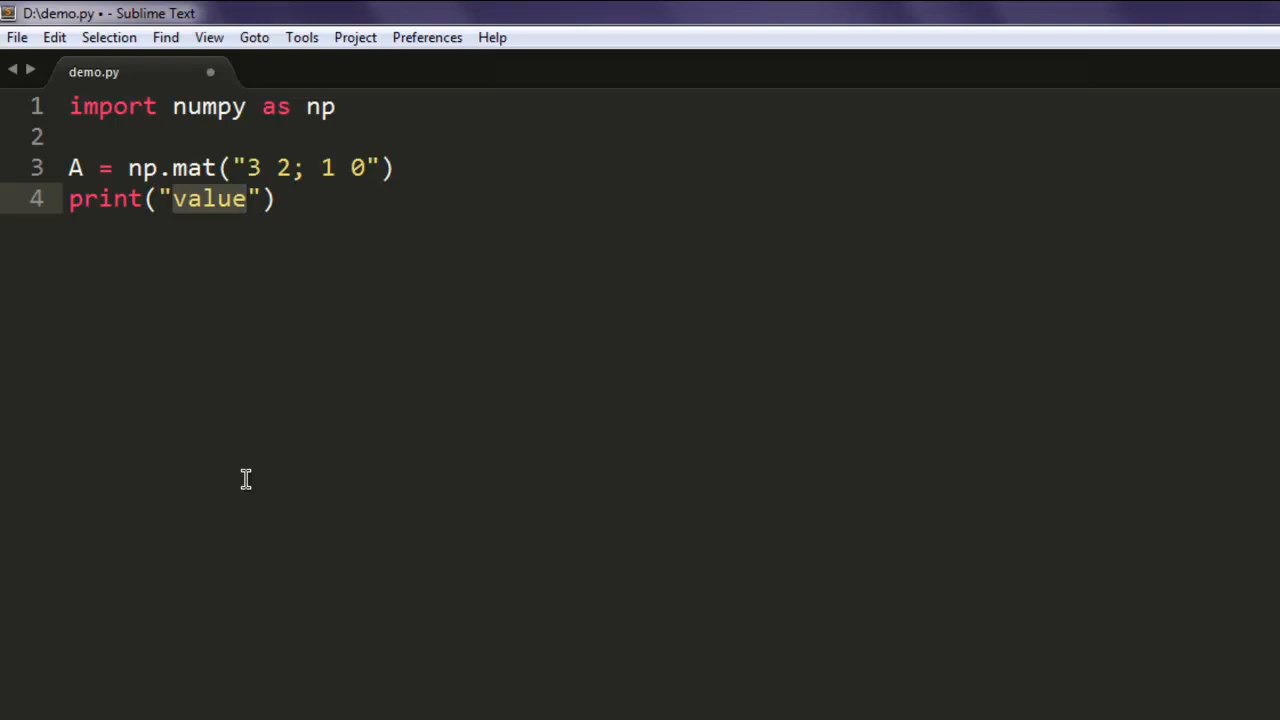 D:\demo.py • - Sublime Text
File Edit Selection Find View Goto Tools Project Preferences Help
demo.py
1 import numpy as np
2
3 A = np.mat("3 2; 1 0")
4 print("value")